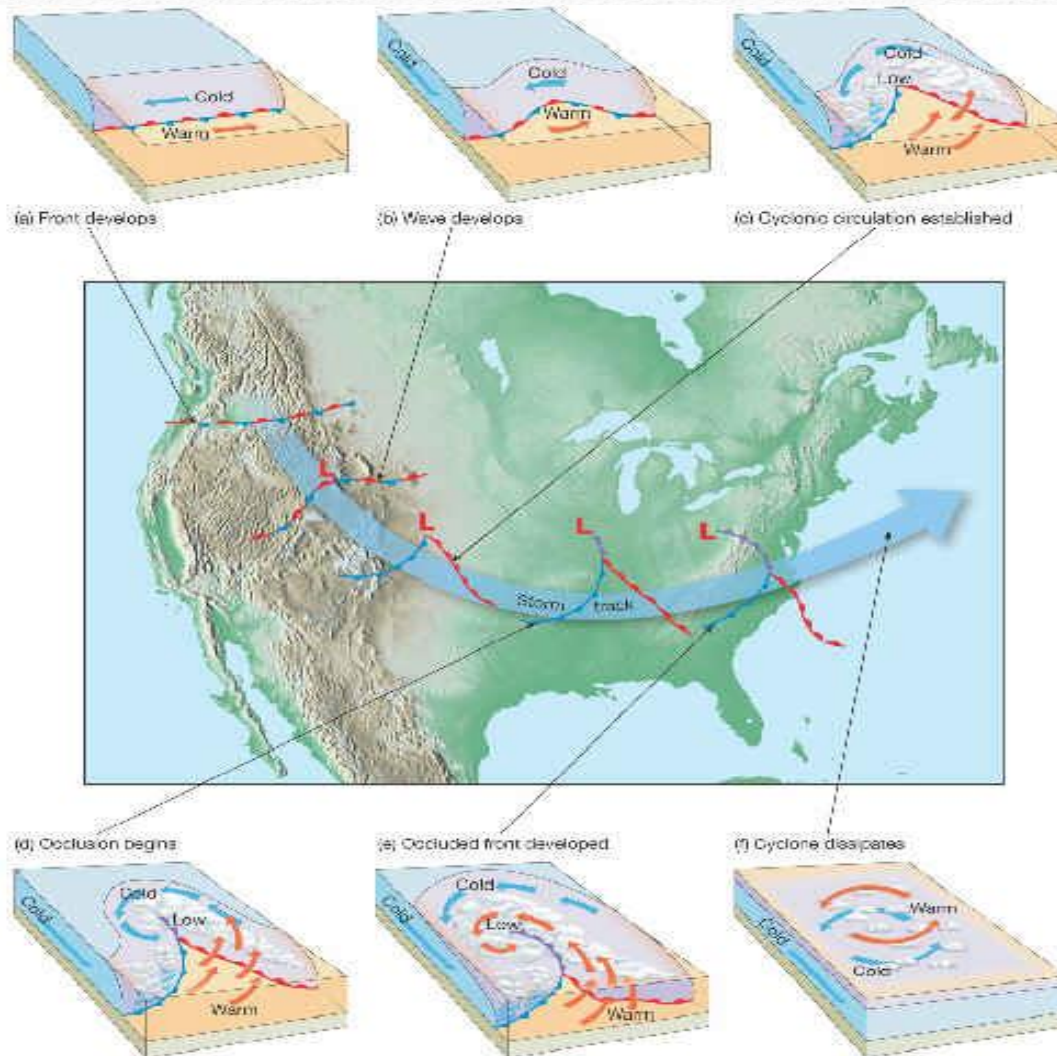 Cold
Warm
(a) Front develops
Cold
Cold
Warm
(b) Wave develops
Cold
Cold
Low
Warm
(c) Cyclonic circulation established
L
L
L
L
Storm track
(d) Occlusion begins
Cold
Cold
Low
Warm
(e) Occluded front developed
Cold
Cold
Low
Warm
(f) Cyclone dissipates
Cold
Warm
Cold